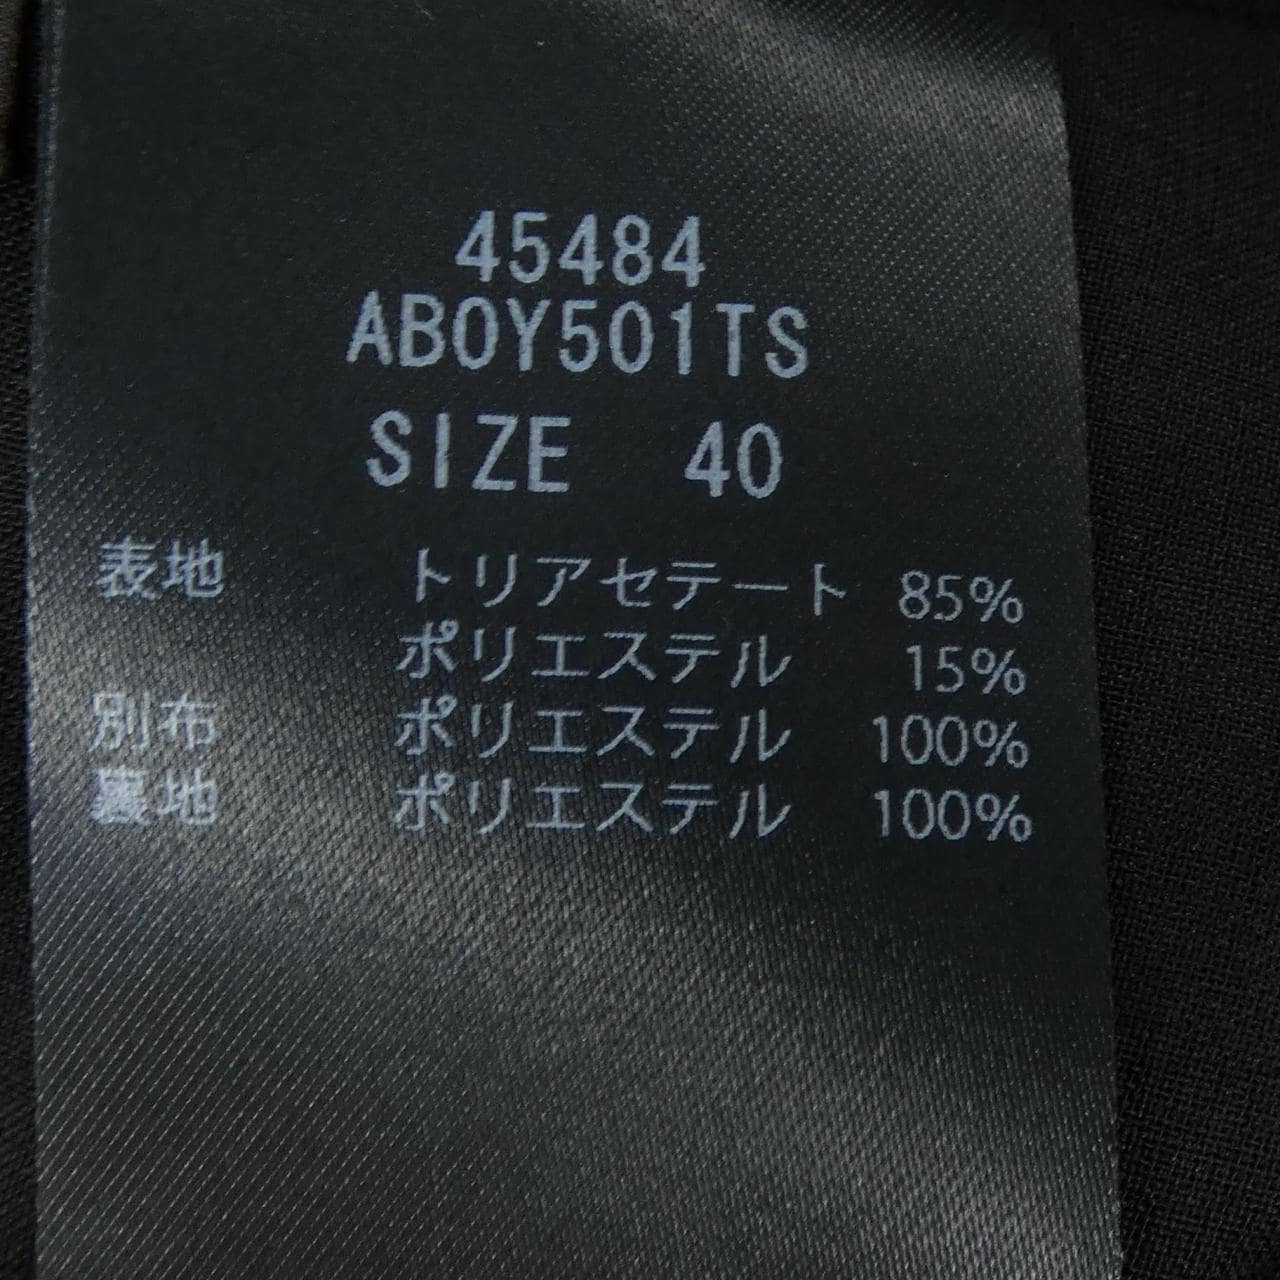 45484
AB0Y501TS
SIZE 40
表地 トリアセテート 85%
ポリエステル 15%
別布 ポリエステル 100%
裏地 ポリエステル 100%